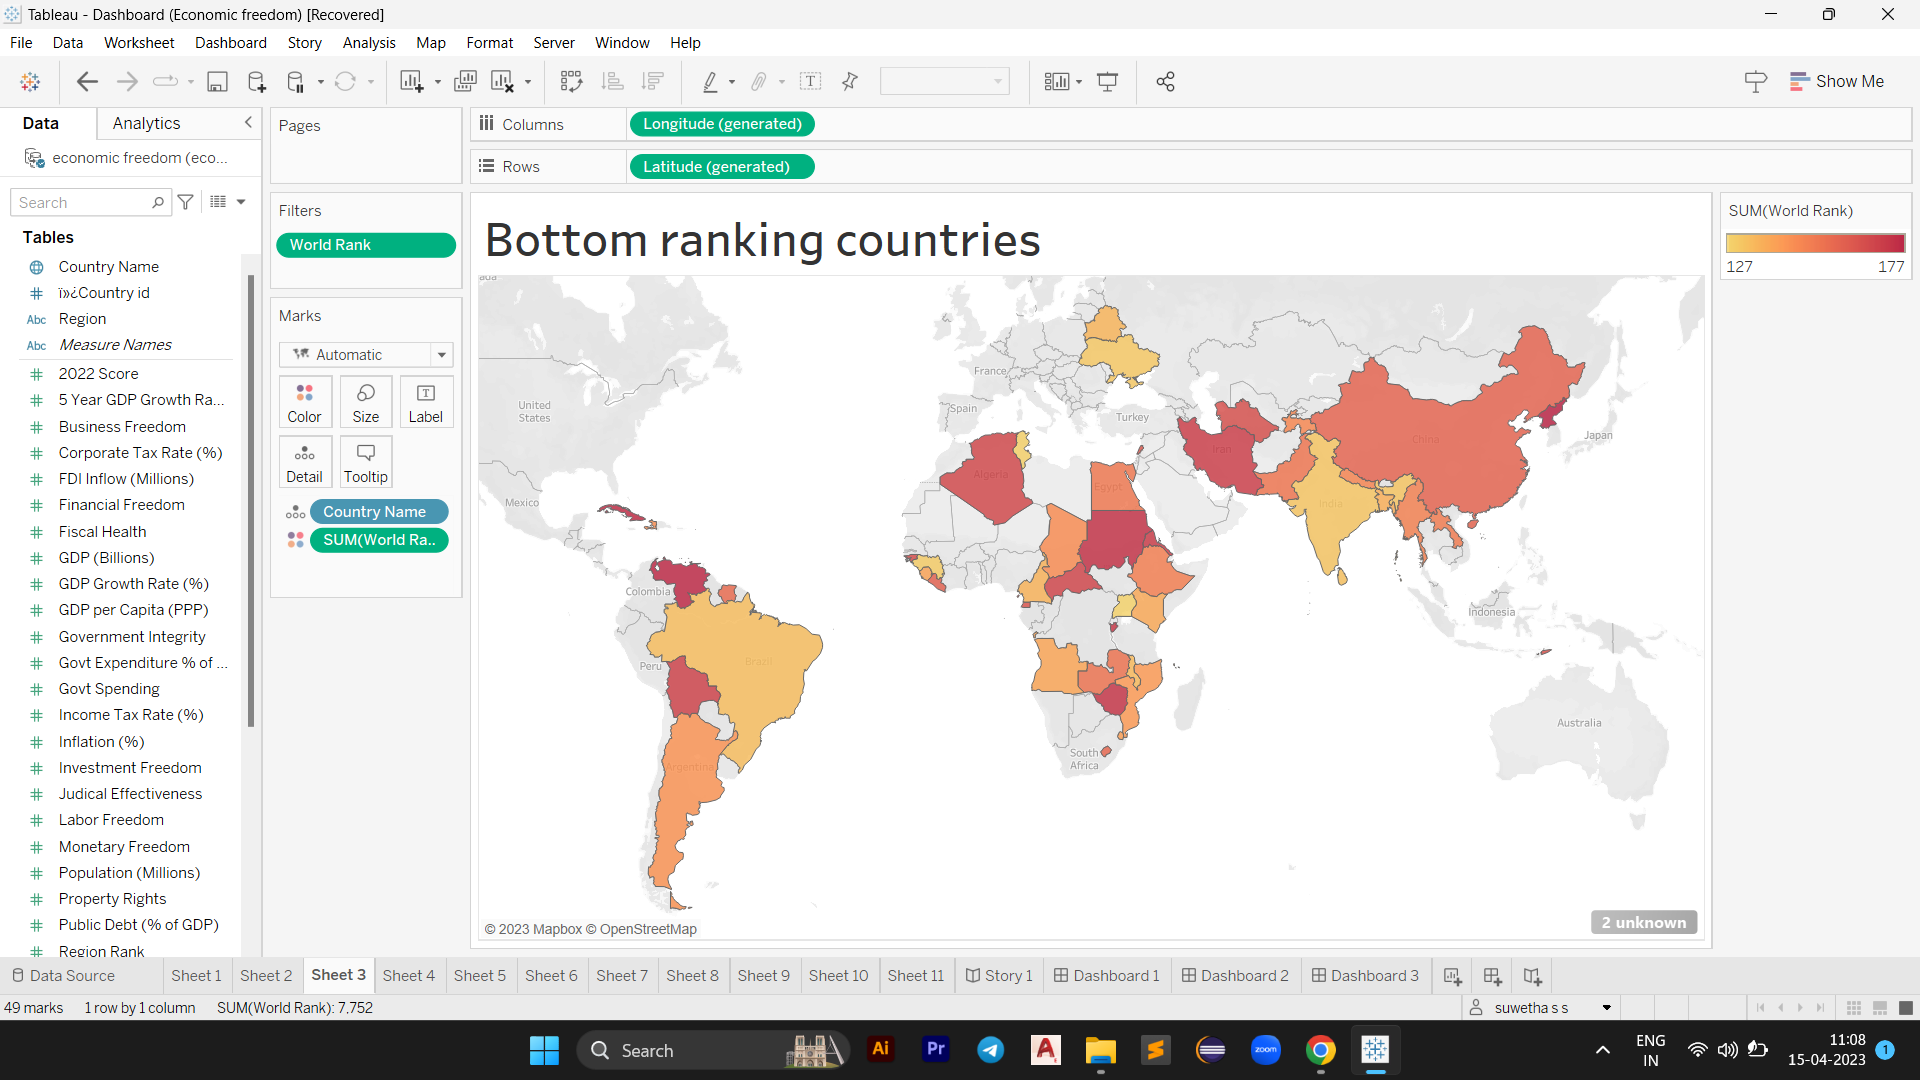 Tableau - Dashboard (Economic freedom) [Recovered]
File Data Worksheet Dashboard Story Analysis Map Format Server Window Help
Show Me
Data Analytics
economic freedom (eco...
Search
Tables
Country Name
ï»¿Country id
Abc Region
Abc Measure Names
2022 Score
5 Year GDP Growth Ra...
Business Freedom
Corporate Tax Rate (%)
FDI Inflow (Millions)
Financial Freedom
Fiscal Health
GDP (Billions)
GDP Growth Rate (%)
GDP per Capita (PPP)
Government Integrity
Govt Expenditure % of ...
Govt Spending
Income Tax Rate (%)
Inflation (%)
Investment Freedom
Judical Effectiveness
Labor Freedom
Monetary Freedom
Population (Millions)
Property Rights
Public Debt (% of GDP)
Region Rank
Pages
Filters
World Rank
Marks
Automatic
Color Size Label
Detail Tooltip
Country Name
SUM(World Ra..
Columns Longitude (generated)
Rows Latitude (generated)
Bottom ranking countries
United
States
Mexico
Colombia
Peru
Brazil
Argentina
France
Spain
Turkey
Algeria
Egypt
Iran
India
China
Japan
Indonesia
Australia
South
Africa
© 2023 Mapbox © OpenStreetMap
2 unknown
SUM(World Rank)
127 177
Data Source Sheet 1 Sheet 2 Sheet 3 Sheet 4 Sheet 5 Sheet 6 Sheet 7 Sheet 8 Sheet 9 Sheet 10 Sheet 11 Story 1 Dashboard 1 Dashboard 2 Dashboard 3
49 marks 1 row by 1 column SUM(World Rank): 7,752
suwetha s s
Search
Ai
Pr
zoom
ENG
IN
11:08
15-04-2023
1